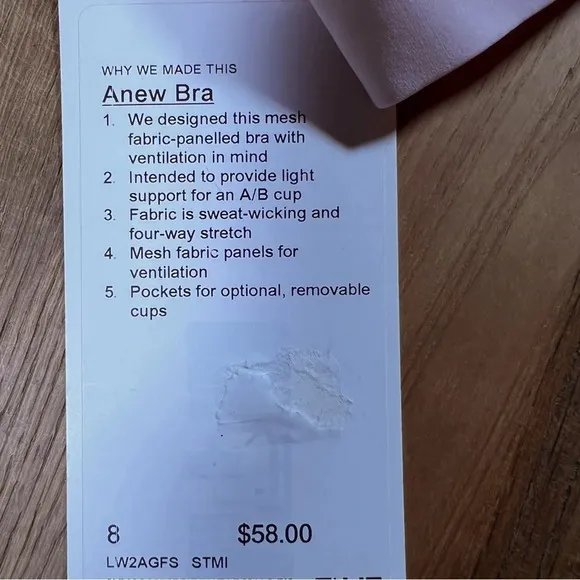 WHY WE MADE THIS
Anew Bra
1. We designed this mesh
fabric-panelled bra with
ventilation in mind
2. Intended to provide light
support for an A/B cup
3. Fabric is sweat-wicking and
four-way stretch
4. Mesh fabric panels for
ventilation
5. Pockets for optional, removable
cups
8 $58.00
LW2AGFS STMI